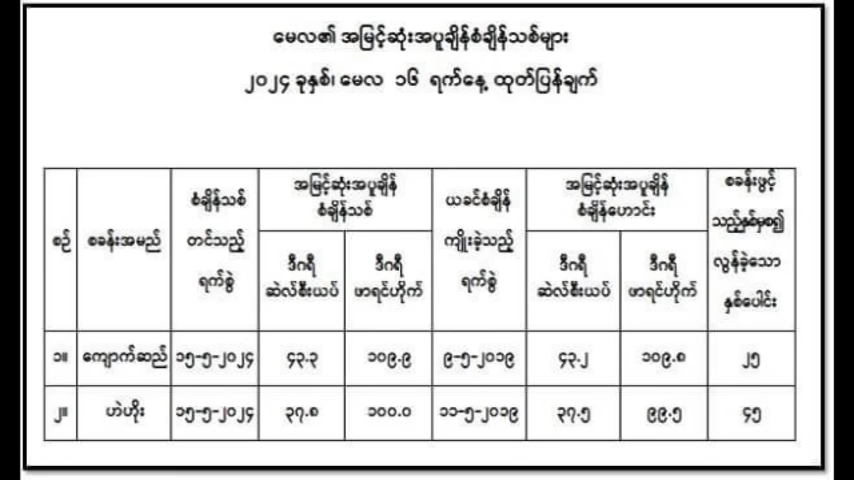 မေလ၏ အမြင့်ဆုံးအပူချိန်စံချိန်သစ်များ
၂၀၂၄ ခုနှစ်၊ မေလ ၁၆ ရက်နေ့ ထုတ်ပြန်ချက်
စဉ်
စခန်းအမည်
စံချိန်သစ်
တင်သည့်
ရက်စွဲ
အမြင့်ဆုံးအပူချိန်
စံချိန်သစ်
ဒီဂရီ
ဆဲလ်စီးယပ်
ဒီဂရီ
ဖာရင်ဟိုက်
ယခင်စံချိန်
ကျိုးခဲ့သည့်
ရက်စွဲ
အမြင့်ဆုံးအပူချိန်
စံချိန်ဟောင်း
ဒီဂရီ
ဆဲလ်စီးယပ်
ဒီဂရီ
ဖာရင်ဟိုက်
စခန်းဖွင့်
သည့်နှစ်မှစ၍
လွန်ခဲ့သော
နှစ်ပေါင်း
၁။ ကျောက်ဆည် ၁၅-၅-၂၀၂၄ ၄၃.၃ ၁၀၉.၉ ၉-၅-၂၀၁၉ ၄၃.၂ ၁၀၉.၈ ၂၅
၂။ ဟဲဟိုး ၁၅-၅-၂၀၂၄ ၃၇.၈ ၁၀၀.၀ ၁၁-၅-၂၀၁၉ ၃၇.၅ ၉၉.၅ ၄၅